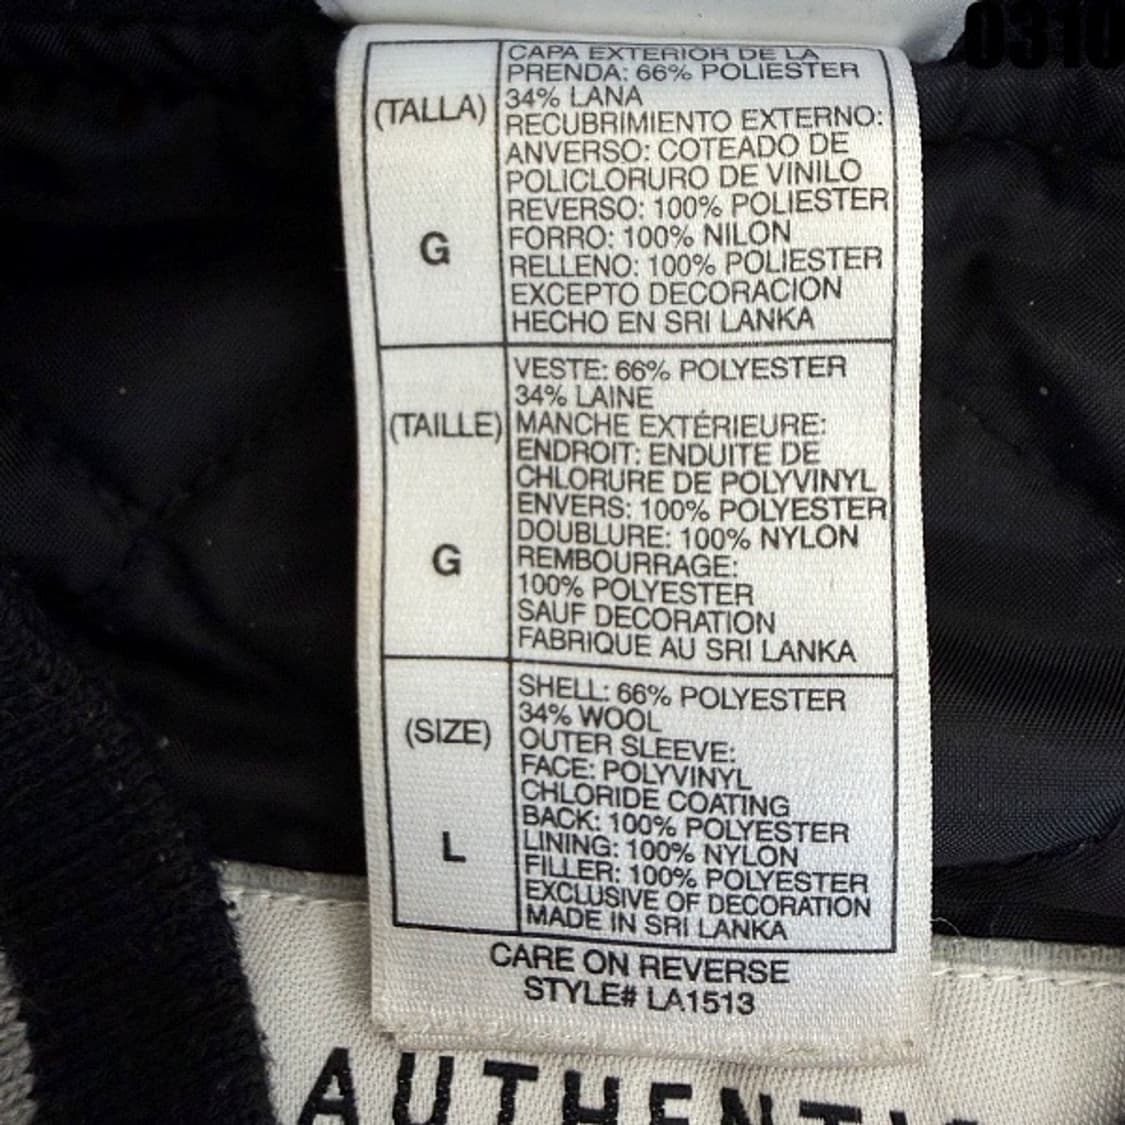 0310
CAPA EXTERIOR DE LA
PRENDA: 66% POLIESTER
34% LANA
(TALLA)
RECUBRIMIENTO EXTERNO:
ANVERSO: COTEADO DE
POLICLORURO DE VINILO
REVERSO: 100% POLIESTER
G
FORRO: 100% NILON
RELLENO: 100% POLIESTER
EXCEPTO DECORACION
HECHO EN SRI LANKA
VESTE: 66% POLYESTER
34% LAINE
(TAILLE)
MANCHE EXTÉRIEURE:
ENDROIT: ENDUITE DE
CHLORURE DE POLYVINYL
ENVERS: 100% POLYESTER
DOUBLURE: 100% NYLON
G
REMBOURRAGE:
100% POLYESTER
SAUF DECORATION
FABRIQUE AU SRI LANKA
SHELL: 66% POLYESTER
34% WOOL
(SIZE)
OUTER SLEEVE:
FACE: POLYVINYL
CHLORIDE COATING
BACK: 100% POLYESTER
L
LINING: 100% NYLON
FILLER: 100% POLYESTER
EXCLUSIVE OF DECORATION
MADE IN SRI LANKA
CARE ON REVERSE
STYLE# LA1513